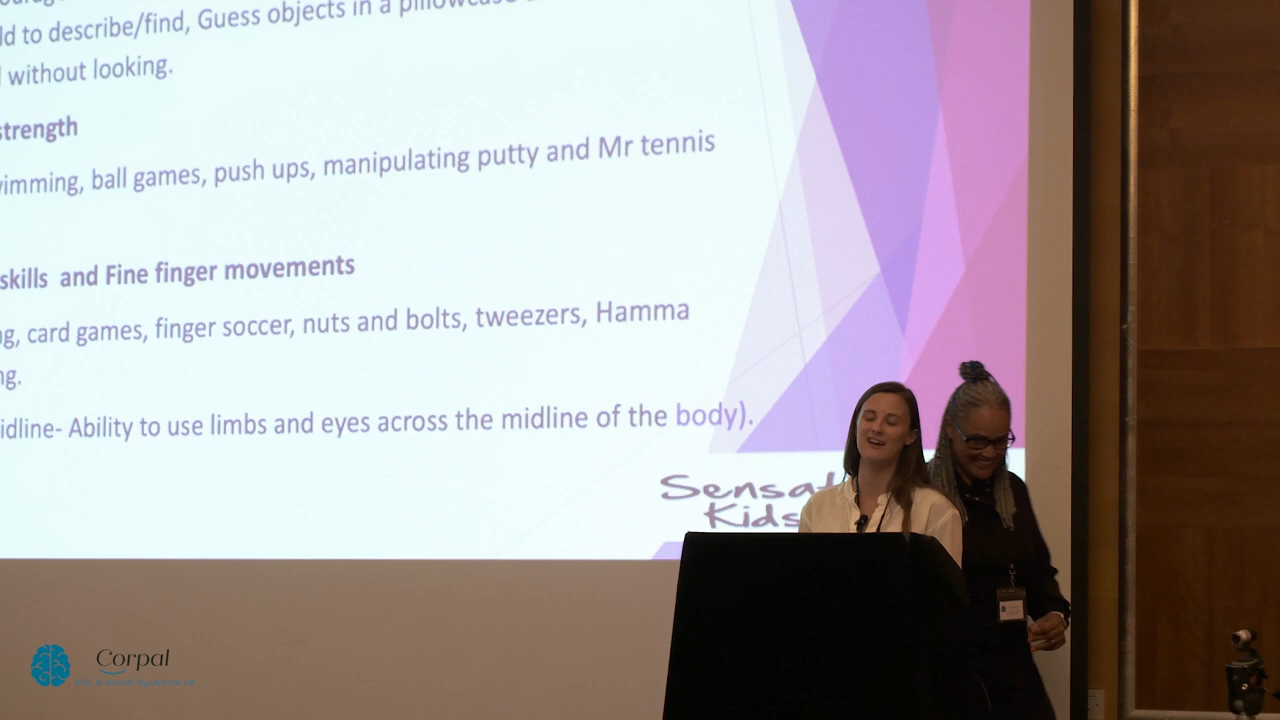 ld to describe/find, Guess objects in a pillowcase
without looking.
strength
wimming, ball games, push ups, manipulating putty and Mr tennis
skills and Fine finger movements
ng, card games, finger soccer, nuts and bolts, tweezers, Hamma
ng.
idline- Ability to use limbs and eyes across the midline of the body).
Sensat
Kids
Corpal